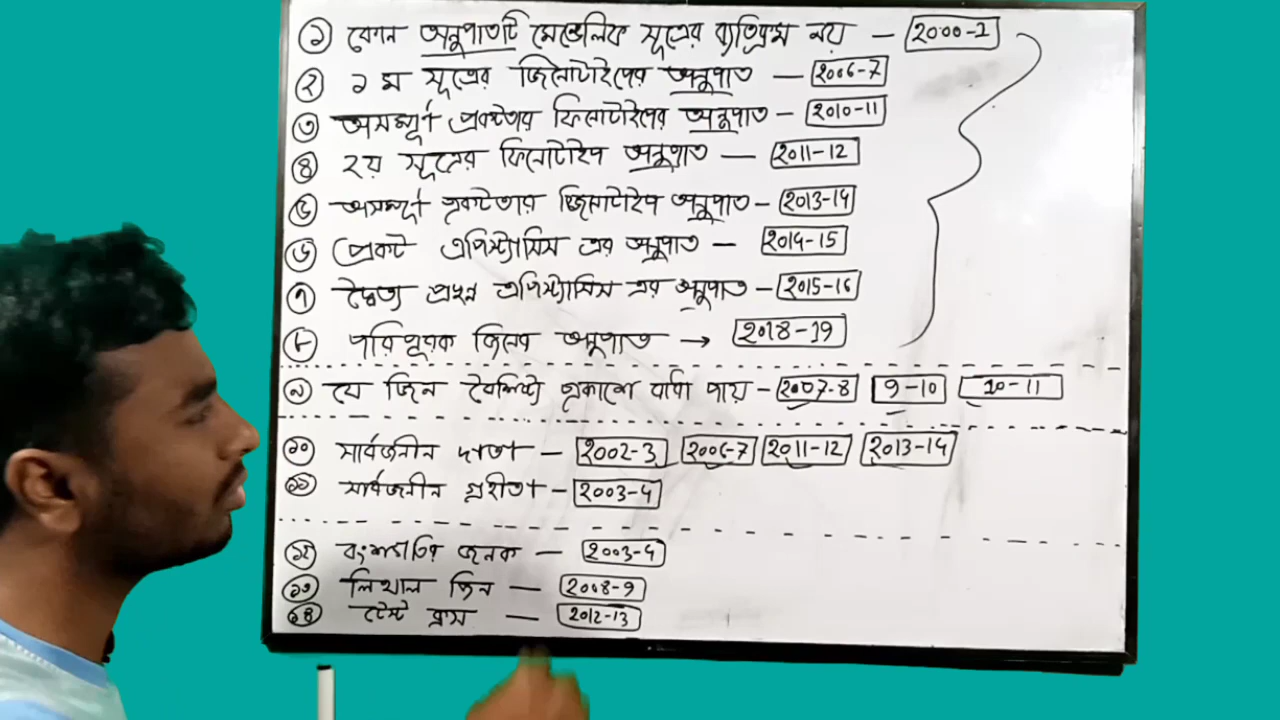 ১ কোন অনুপাতটি মেন্ডেলিক সূত্রের ব্যতিক্রম নয় — 2000-1
২ ১ম সূত্রের জিনোটাইপের অনুপাত — 2006-7
৩ অসম্পূর্ণ প্রকটতার ফিনোটাইপের অনুপাত — 2010-11
৪ ২য় সূত্রের ফিনোটাইপ অনুপাত — 2011-12
৫ অসম্পূর্ণ প্রকটতার জিনোটাইপ অনুপাত — 2013-14
৬ প্রকট এপিস্ট্যাসিস এর অনুপাত — 2014-15
৭ দ্বৈত প্রচ্ছন্ন এপিস্ট্যাসিস এর অনুপাত — 2015-16
৮ পরিপূরক জিনের অনুপাত → 2018-19
৯ যে জিন বৈশিষ্ট্য প্রকাশে বাধা পায় — 2007-8 9-10 10-11
১০ সার্বজনীন দাতা — 2002-3 2006-7 2011-12 2013-14
১১ সার্বজনীন গ্রহীতা — 2003-4
১২ বংশগতির জনক — 2003-4
১৩ লিথাল জিন — 2008-9
১৪ টেস্ট ক্রস — 2012-13